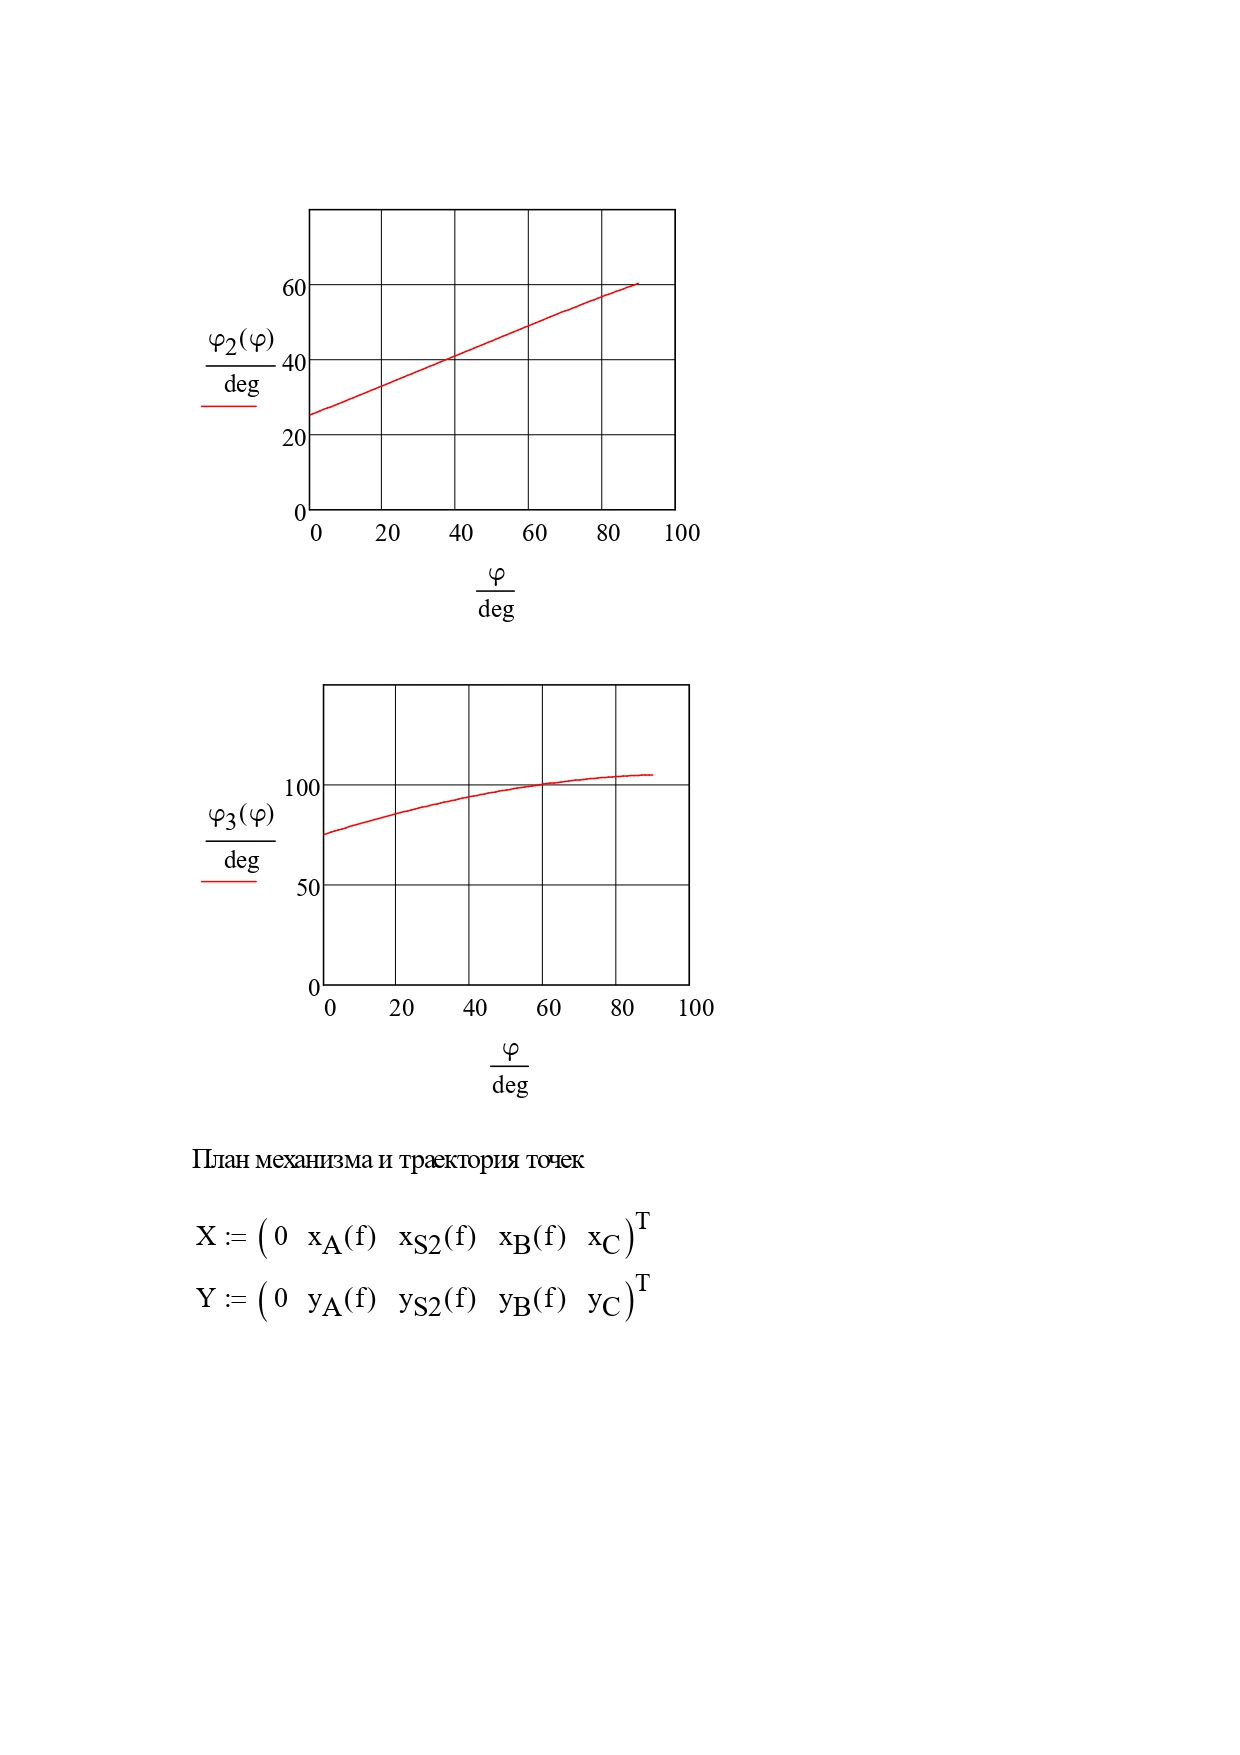 60
φ2(φ)
40
deg
20
0
0 20 40 60 80 100
φ
deg
100
φ3(φ)
deg
50
0
0 20 40 60 80 100
φ
deg
План механизма и траектория точек
X := ( 0 xA(f) xS2(f) xB(f) xC )T
Y := ( 0 yA(f) yS2(f) yB(f) yC )T